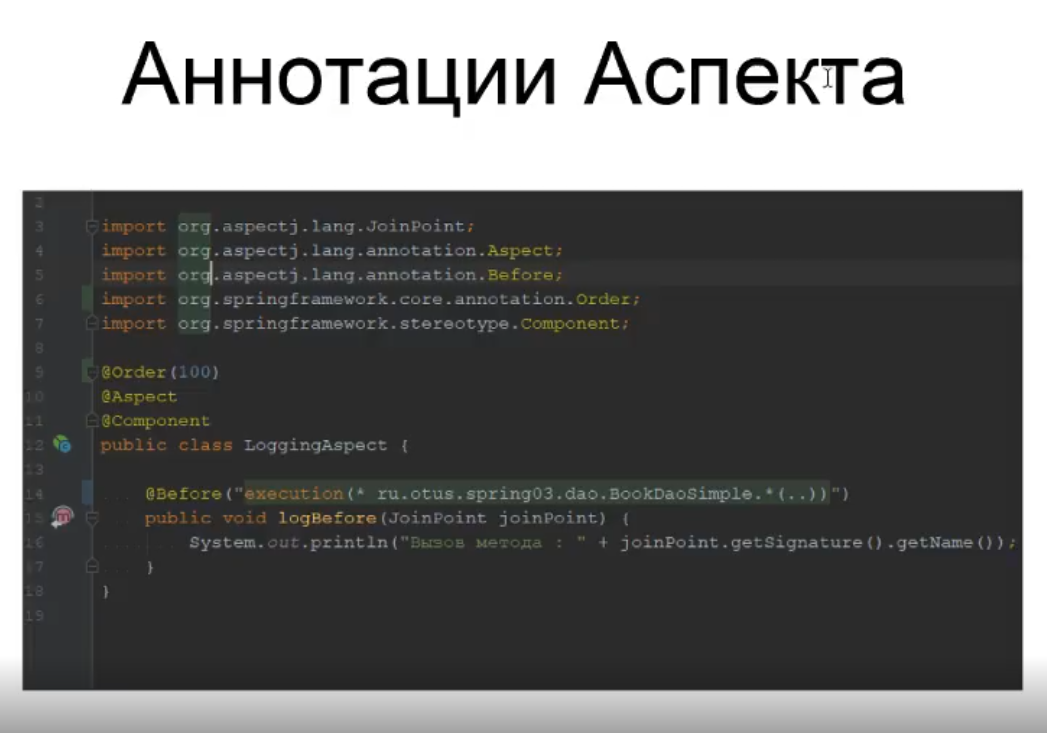 Аннотации Аспекта
2
3 import org.aspectj.lang.JoinPoint;
4 import org.aspectj.lang.annotation.Aspect;
5 import org.aspectj.lang.annotation.Before;
6 import org.springframework.core.annotation.Order;
7 import org.springframework.stereotype.Component;
8
9 @Order(100)
10 @Aspect
11 @Component
12 public class LoggingAspect {
13
14 @Before("execution(* ru.otus.spring03.dao.BookDaoSimple.*(..))")
15 public void logBefore(JoinPoint joinPoint) {
16 System.out.println("Вызов метода : " + joinPoint.getSignature().getName());
17 }
18 }
19